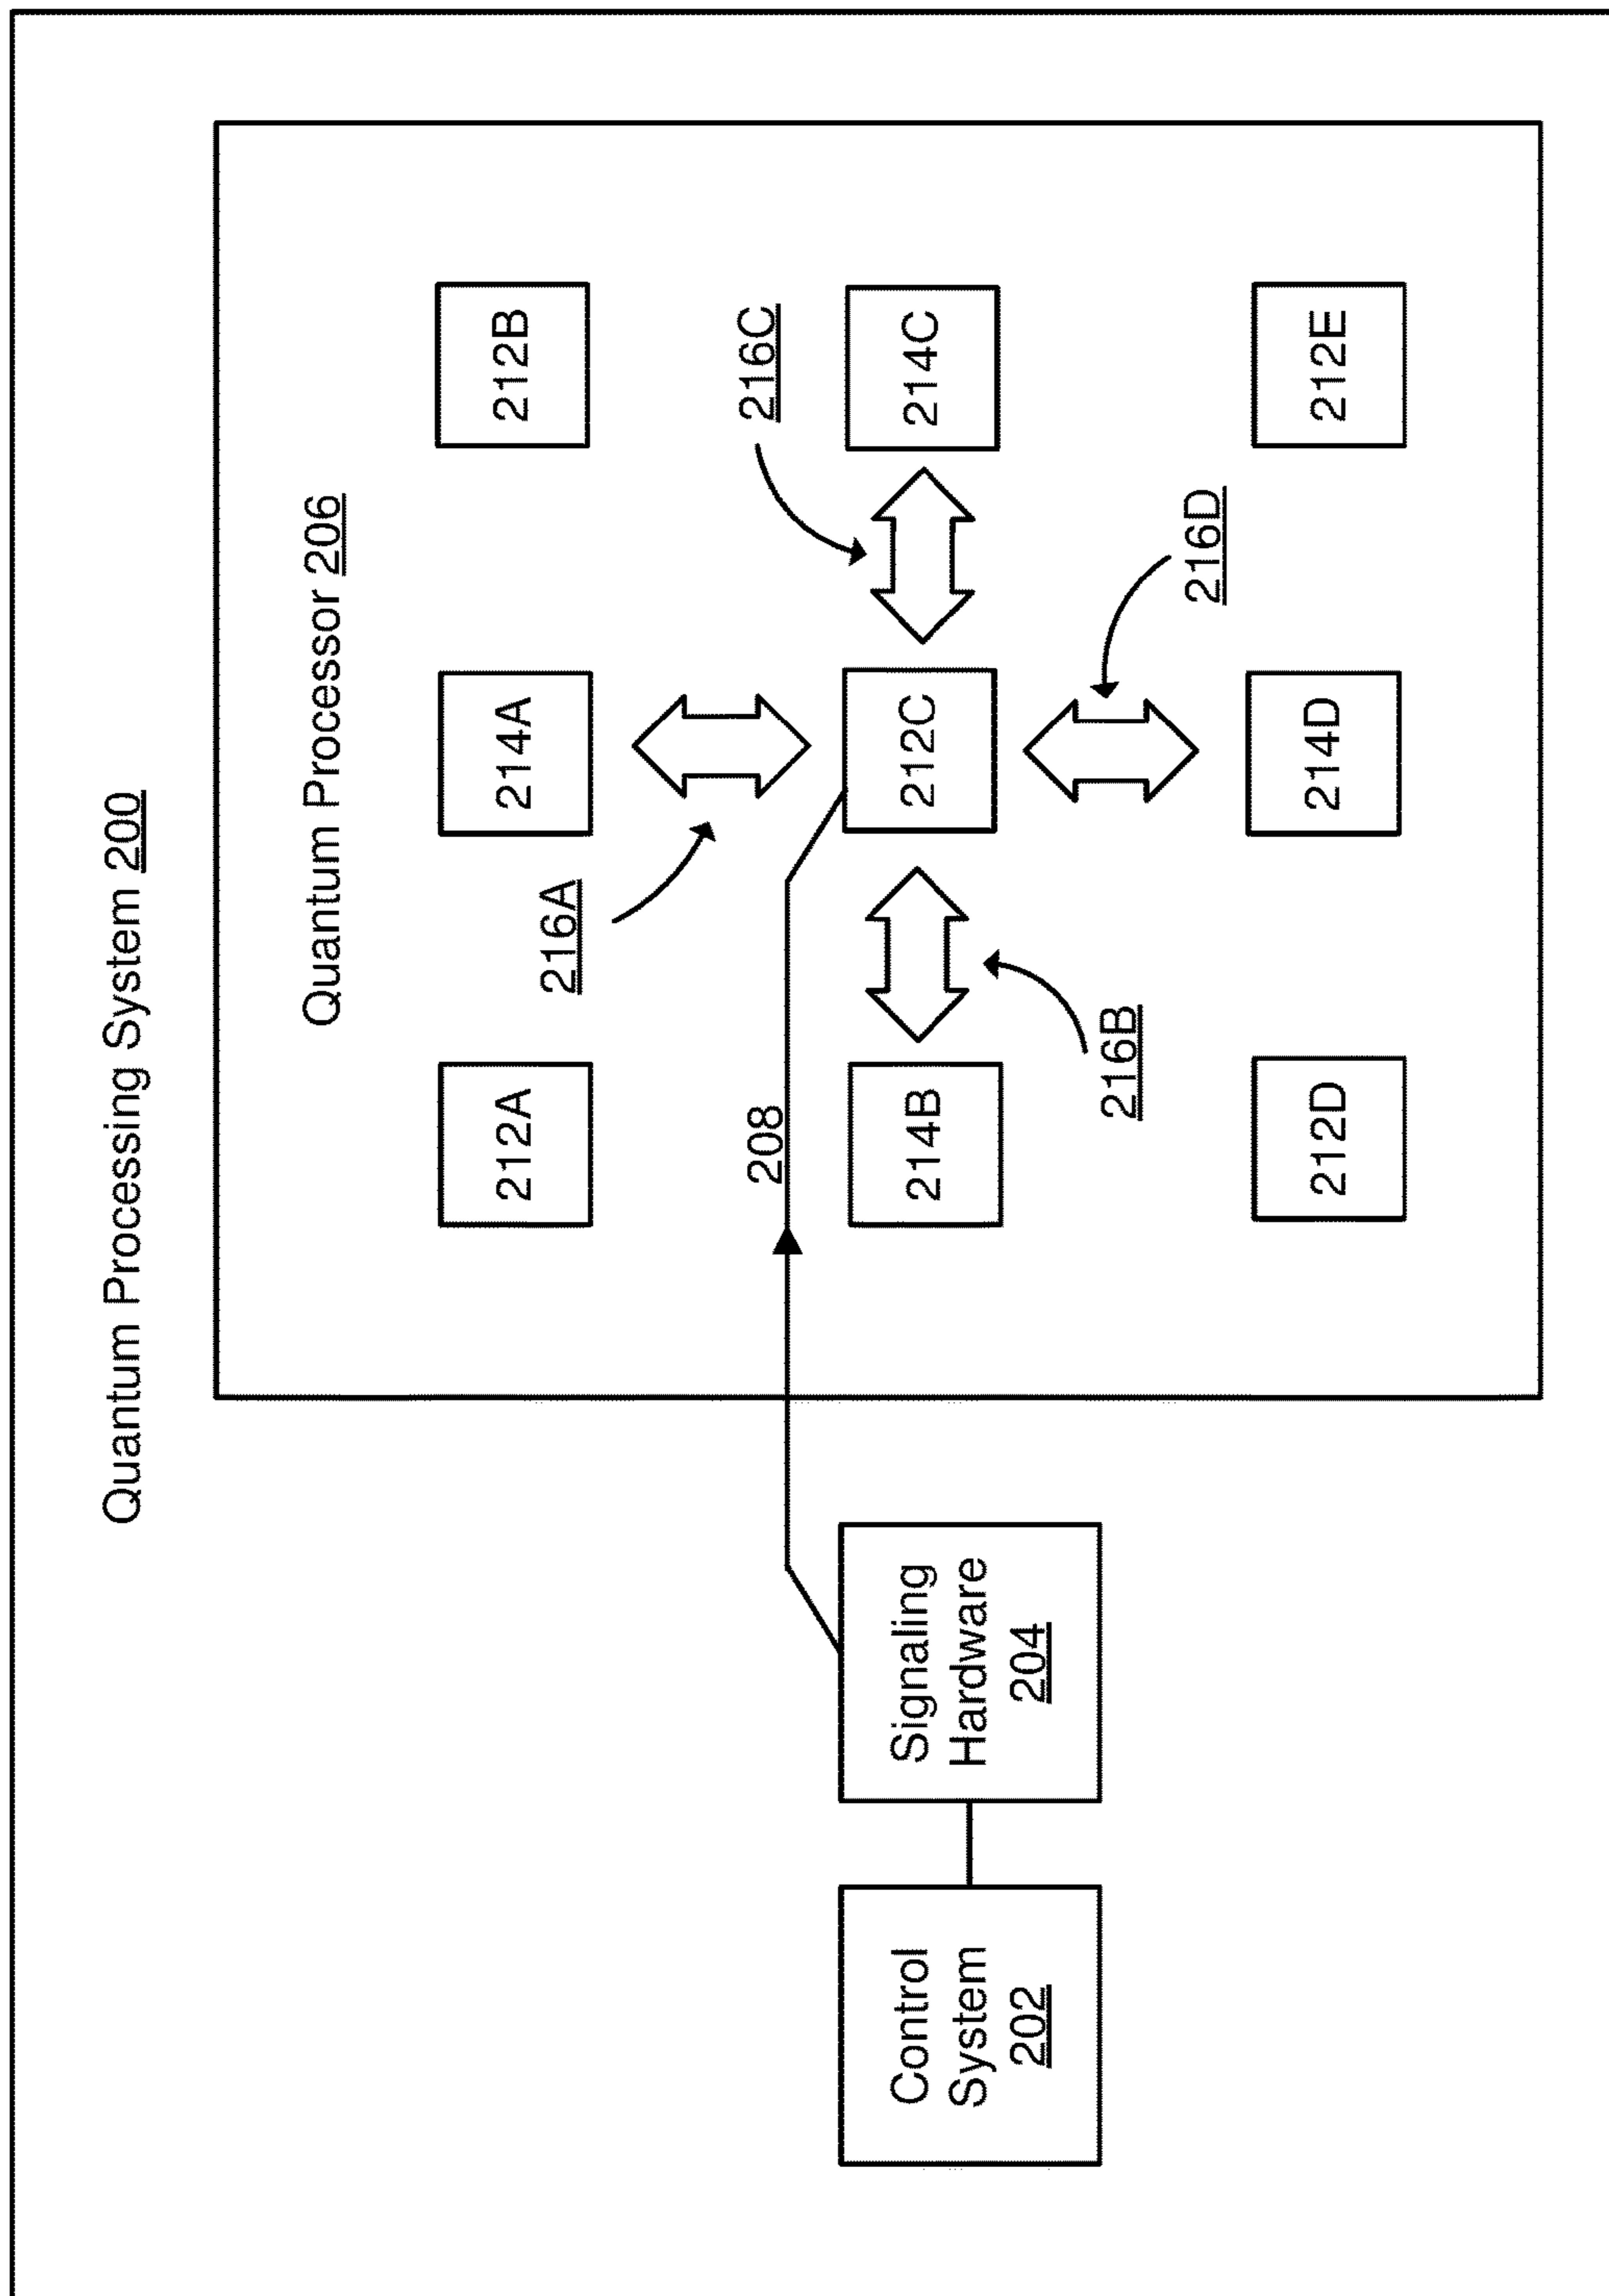 Quantum Processing System 200
Quantum Processor 206
212A
214A
212B
216A
216C
208
214B
212C
214C
216B
216D
212D
214D
212E
Control
System
202
Signaling
Hardware
204